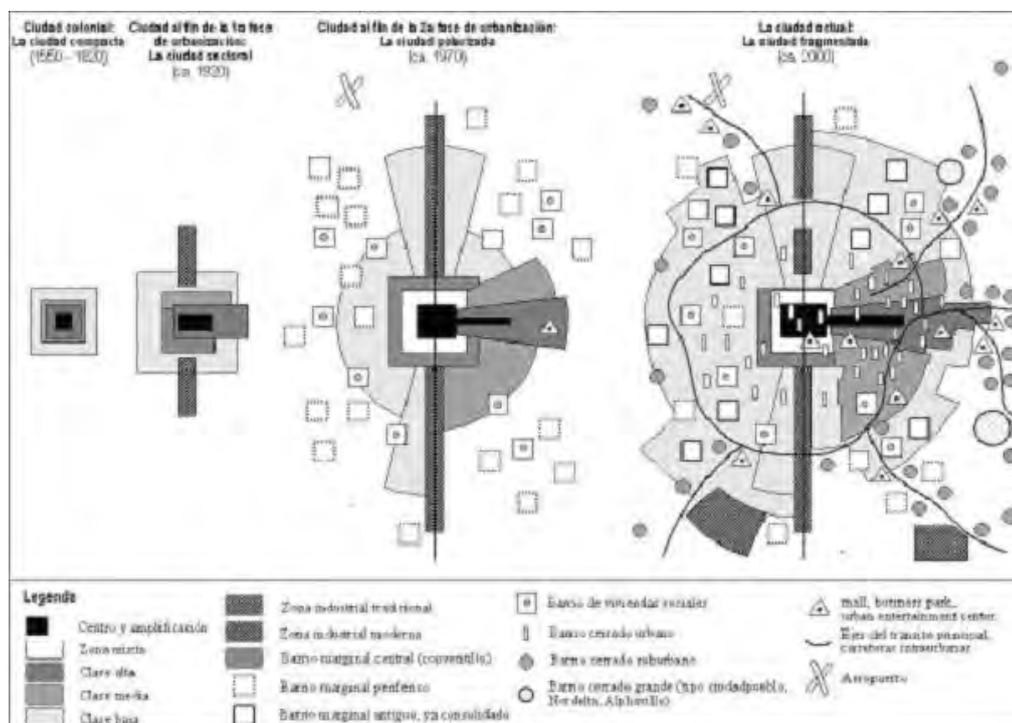 Ciudad colonial:
La ciudad compacta
(1550 – 1820)
Ciudad al fin de la 1ra fase
de urbanización:
La ciudad sectorial
(ca. 1920)
Ciudad al fin de la 2a fase de urbanización:
La ciudad polarizada
(ca. 1970)
La ciudad actual:
La ciudad fragmentada
(ca. 2000)
Legenda
Centro y amplificación
Zona mixta
Clase alta
Clase media
Clase baja
Zona industrial tradicional
Zona industrial moderna
Barrio marginal central (conventillo)
Barrio marginal periférico
Barrio marginal antiguo, ya consolidado
Barrio de viviendas sociales
Barrio cerrado urbano
Barrio cerrado suburbano
Barrio cerrado grande (tipo ciudadpueblo,
Nordelta, Alphaville)
mall, business park,
urban entertainment center
Ejes del transito principal,
carreteras intraurbanas
Aeropuerto